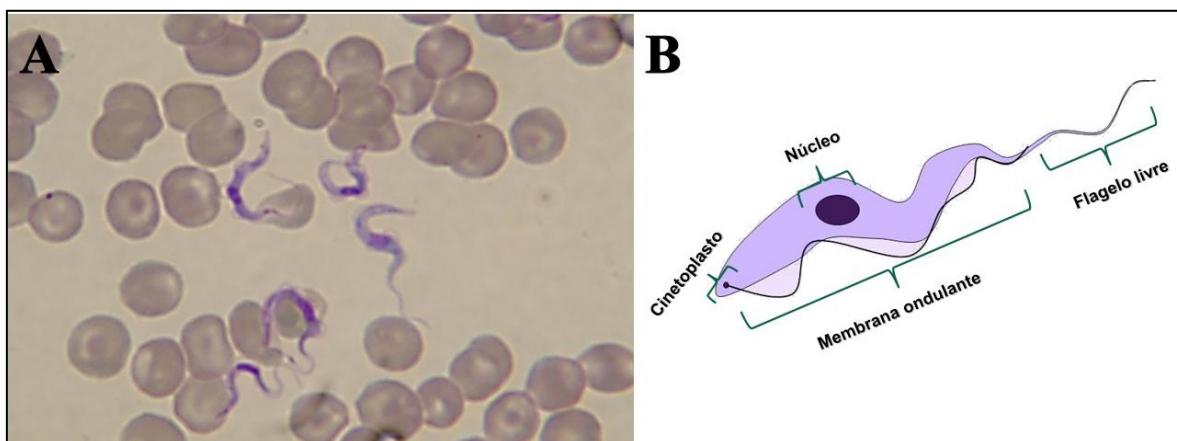 A
B
Núcleo
Flagelo livre
Cinetoplasto
Membrana ondulante